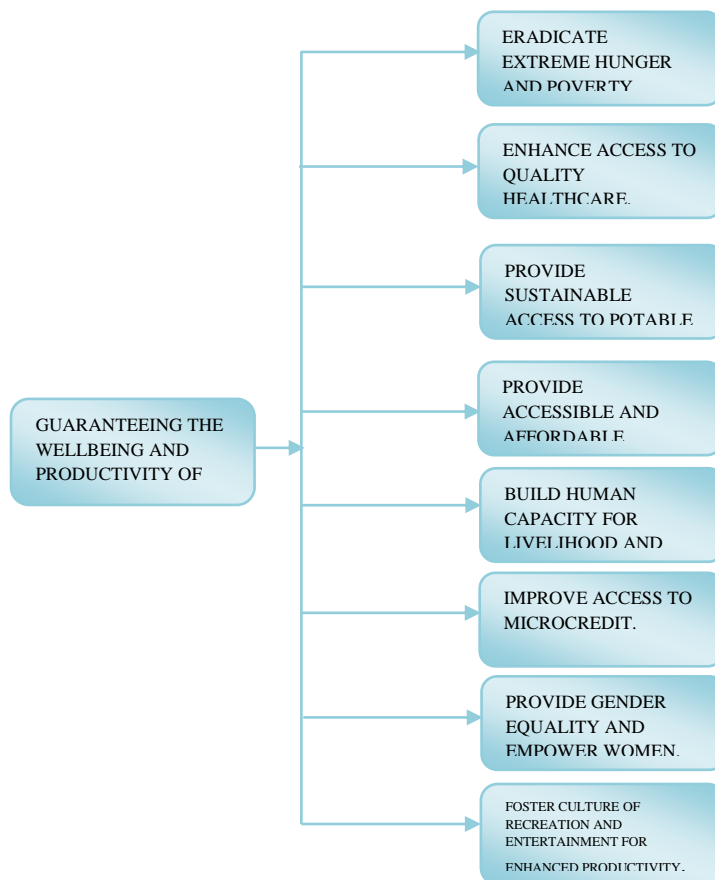 ERADICATE
EXTREME HUNGER
AND POVERTY
ENHANCE ACCESS TO
QUALITY
HEALTHCARE.
PROVIDE
SUSTAINABLE
ACCESS TO POTABLE
PROVIDE
ACCESSIBLE AND
AFFORDABLE
GUARANTEEING THE
WELLBEING AND
PRODUCTIVITY OF
BUILD HUMAN
CAPACITY FOR
LIVELIHOOD AND
IMPROVE ACCESS TO
MICROCREDIT.
PROVIDE GENDER
EQUALITY AND
EMPOWER WOMEN.
FOSTER CULTURE OF
RECREATION AND
ENTERTAINMENT FOR
ENHANCED PRODUCTIVITY.